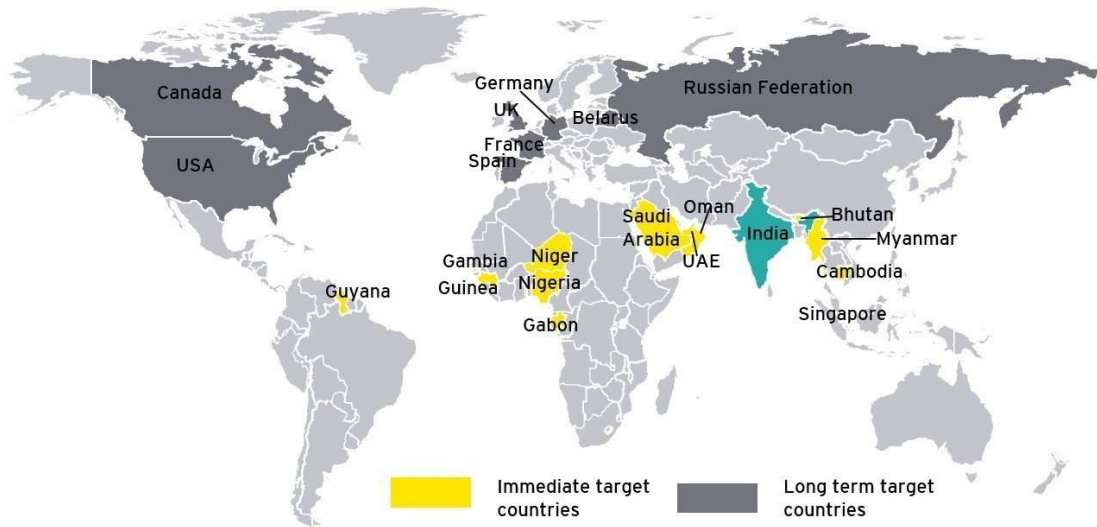 Canada
USA
Germany
UK
France
Spain
Belarus
Russian Federation
Guyana
Gambia
Guinea
Niger
Nigeria
Gabon
Saudi
Arabia
Oman
UAE
India
Bhutan
Myanmar
Cambodia
Singapore
Immediate target
countries
Long term target
countries